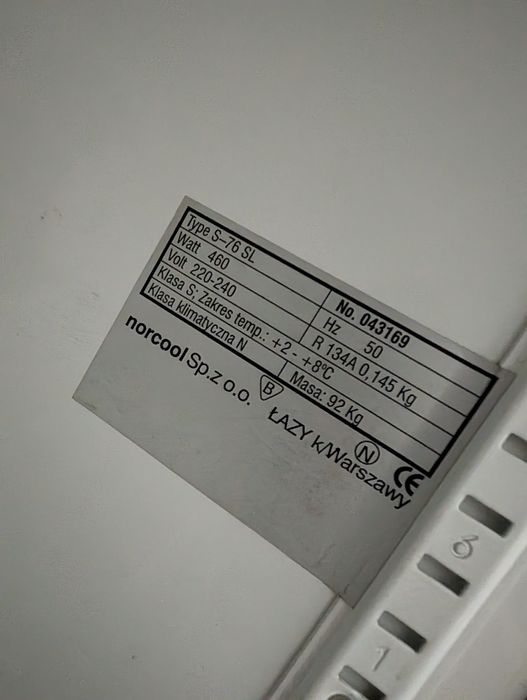 Type S-76 SL No. 043169
Watt 460 Hz 50
Volt 220-240 R 134A 0,145 Kg
Klasa S; Zakres temp.: +2 - +8°C
Klasa klimatyczna N Masa: 92 Kg
norcool Sp.z o.o. B ŁAZY k/Warszawy N CE
6
1